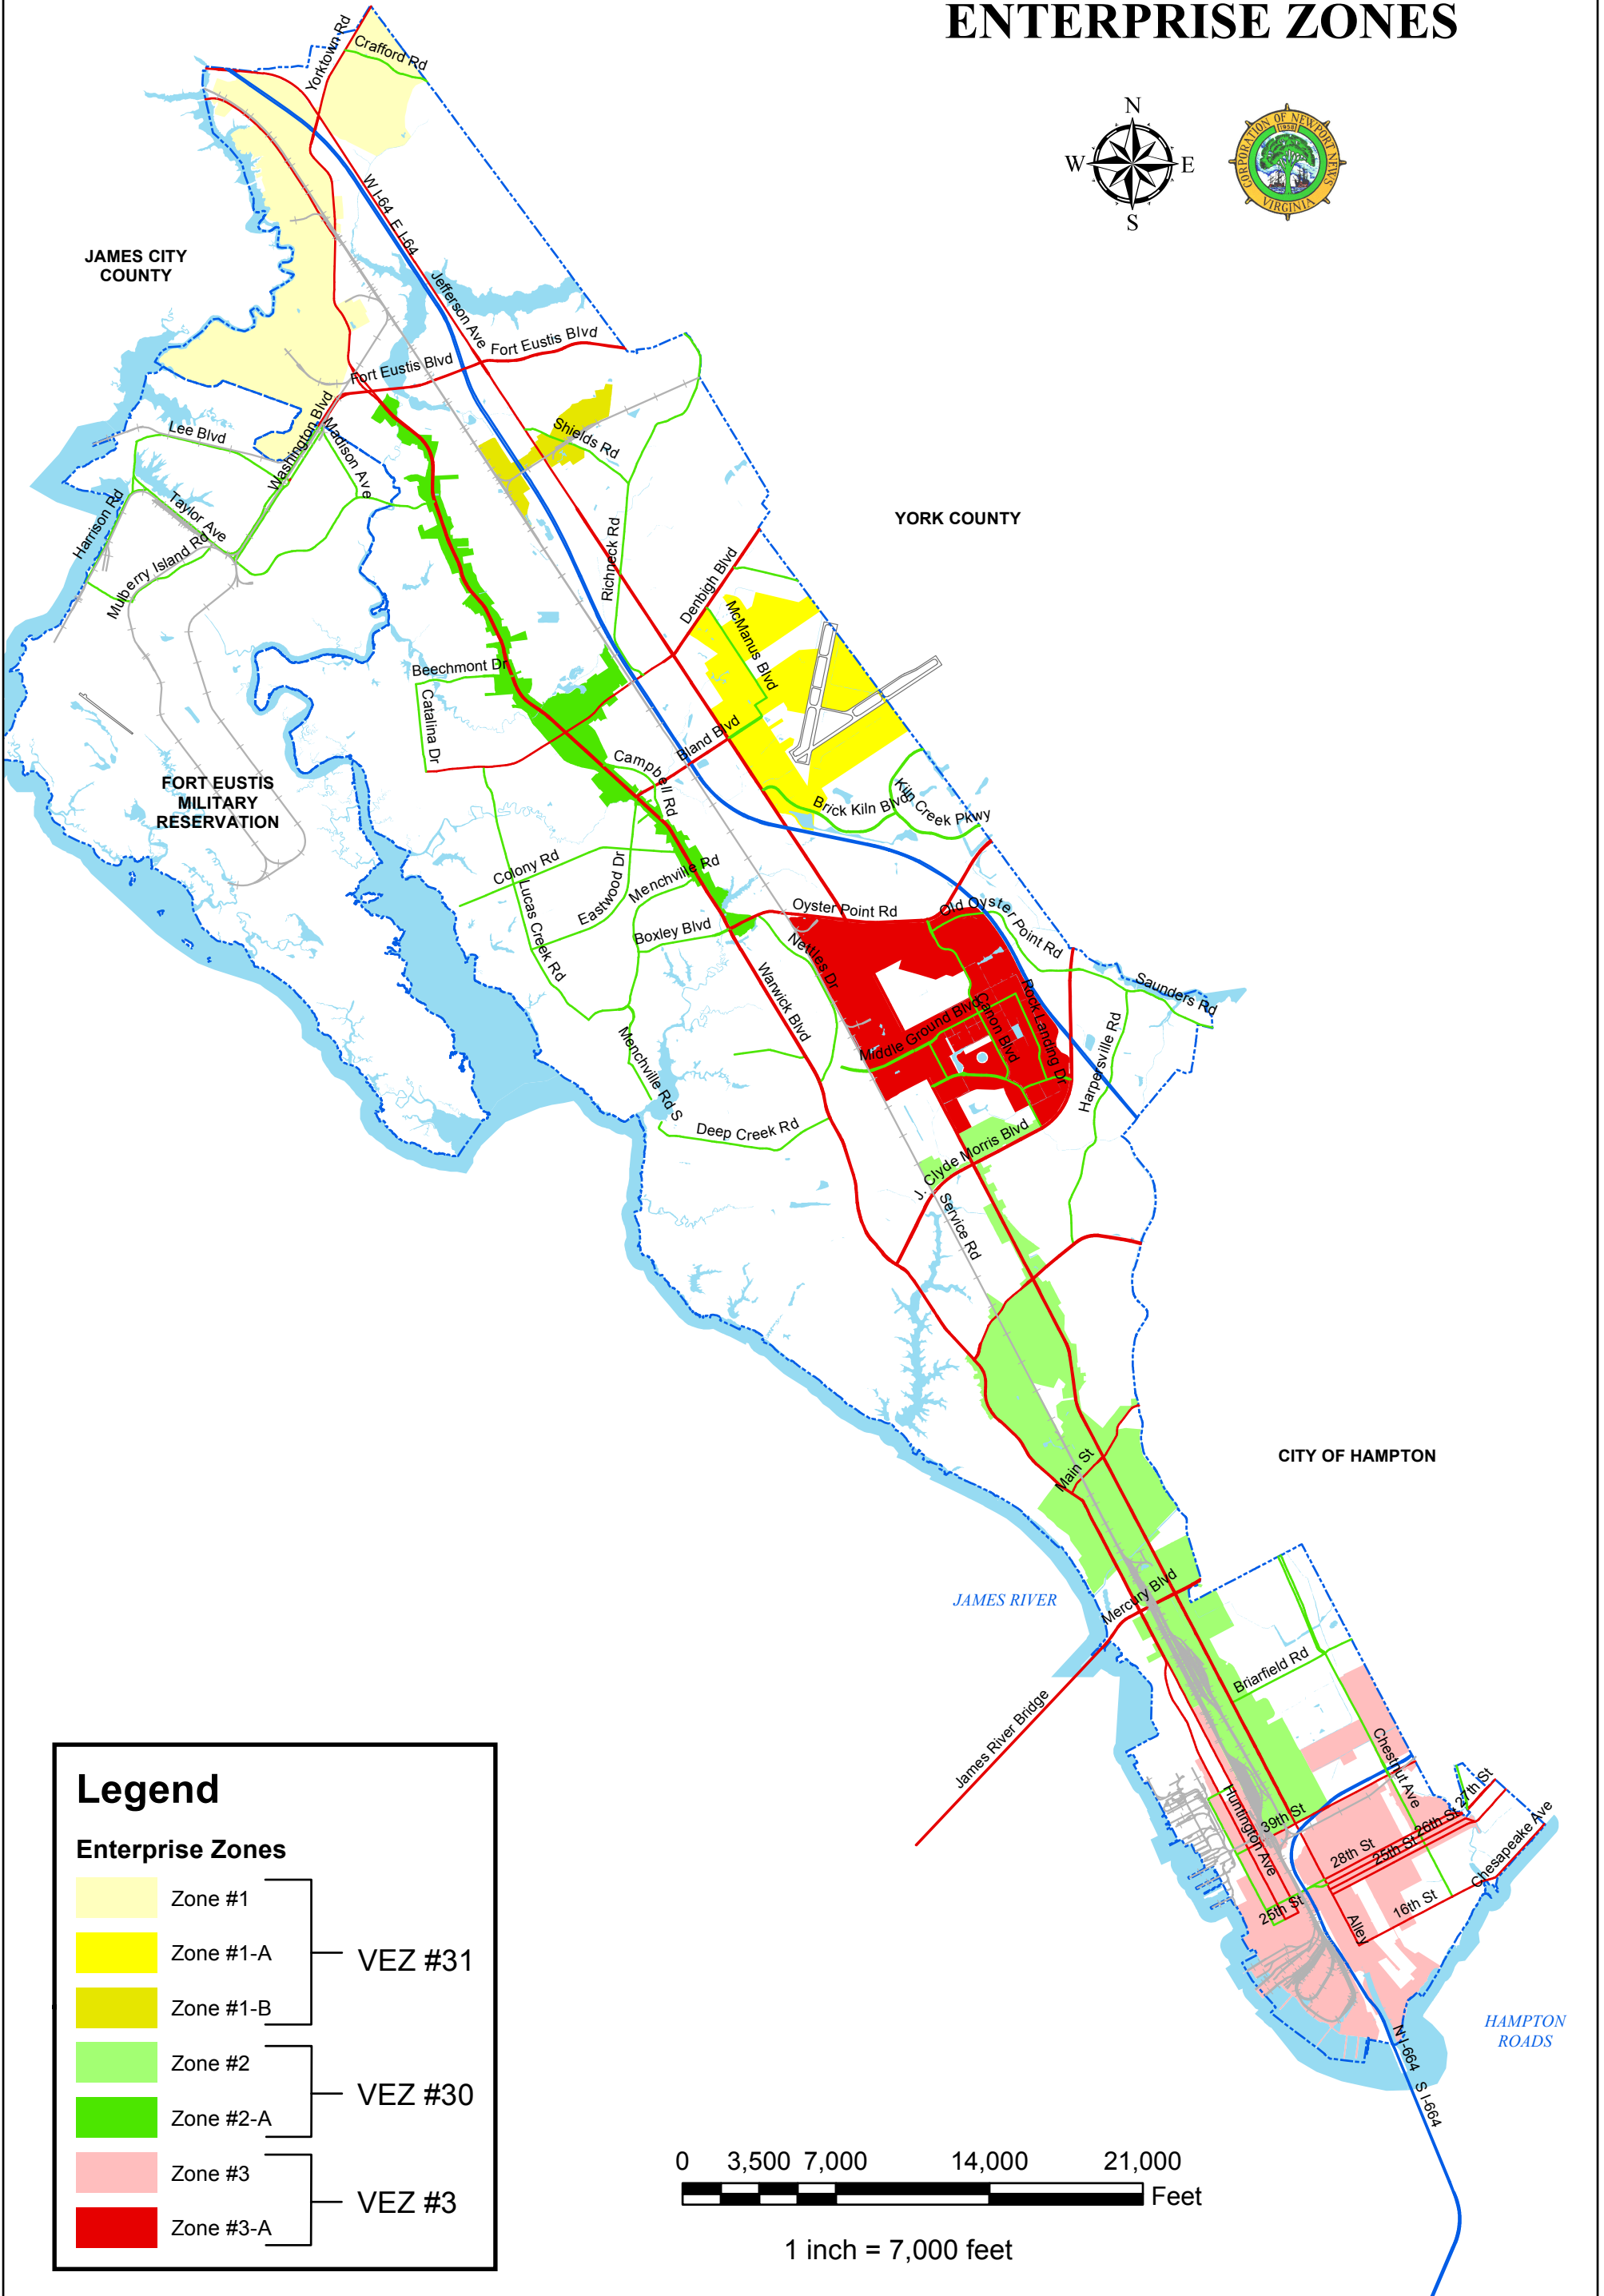 ENTERPRISE ZONES
N
W E
S
CORPORATION OF NEWPORT NEWS
1958
VIRGINIA
Yorktown Rd
Crafford Rd
W I-64 E I-64
JAMES CITY
COUNTY
Jefferson Ave
Fort Eustis Blvd
Fort Eustis Blvd
Lee Blvd
Washington Blvd
Madison Ave
Shields Rd
Harrison Rd
Taylor Ave
Mulberry Island Rd
YORK COUNTY
Richneck Rd
Denbigh Blvd
McManus Blvd
Beechmont Dr
Catalina Dr
Bland Blvd
Campbell Rd
FORT EUSTIS
MILITARY
RESERVATION
Brick Kiln Blvd
Kiln Creek Pkwy
Colony Rd
Eastwood Dr
Menchville Rd
Lucas Creek Rd
Boxley Blvd
Oyster Point Rd
Old Oyster Point Rd
Nettles Dr
Warwick Blvd
Saunders Rd
Rock Landing Dr
Canon Blvd
Middle Ground Blvd
Harpersville Rd
Menchville Rd S
Deep Creek Rd
J. Clyde Morris Blvd
Service Rd
CITY OF HAMPTON
Main St
JAMES RIVER
Mercury Blvd
Briarfield Rd
James River Bridge
Chestnut Ave
Huntington Ave
39th St
27th St
26th St
28th St
25th St
Chesapeake Ave
25th St
16th St
Alley
HAMPTON
ROADS
N I-664 S I-664
Legend
Enterprise Zones
Zone #1
Zone #1-A
VEZ #31
Zone #1-B
Zone #2
VEZ #30
Zone #2-A
Zone #3
VEZ #3
Zone #3-A
0 3,500 7,000 14,000 21,000
Feet
1 inch = 7,000 feet